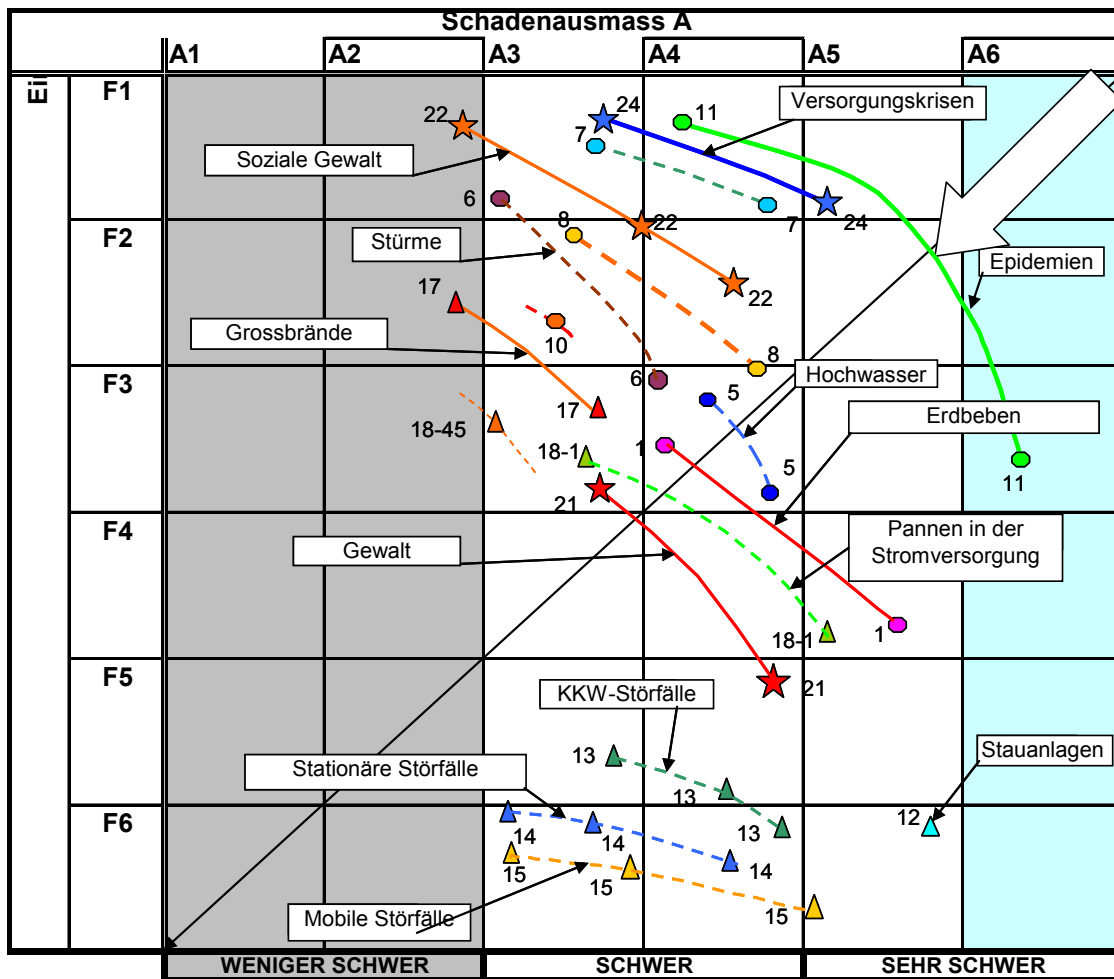 Schadenausmass A
A1 A2 A3 A4 A5 A6
Ei
F1
22
24
11
Versorgungskrisen
7
Soziale Gewalt
6
24
7
F2
8
22
Stürme
Epidemien
17
22
Grossbrände
10
8
F3
6
5
Hochwasser
17
Erdbeben
18-45
18-1
1
5
11
21
F4
Gewalt
Pannen in der
Stromversorgung
18-1
1
F5
21
KKW-Störfälle
13
Stationäre Störfälle
Stauanlagen
13
F6
13
12
14
14
14
15
15
15
Mobile Störfälle
WENIGER SCHWER SCHWER SEHR SCHWER